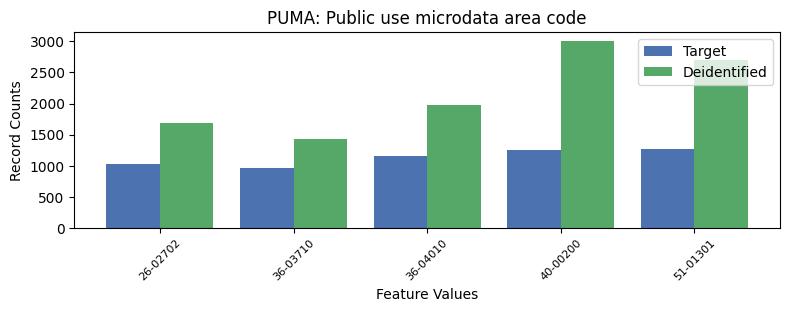 PUMA: Public use microdata area code
Target
Deidentified
Record Counts
3000
2500
2000
1500
1000
500
0
26-02702
36-03710
36-04010
40-00200
51-01301
Feature Values